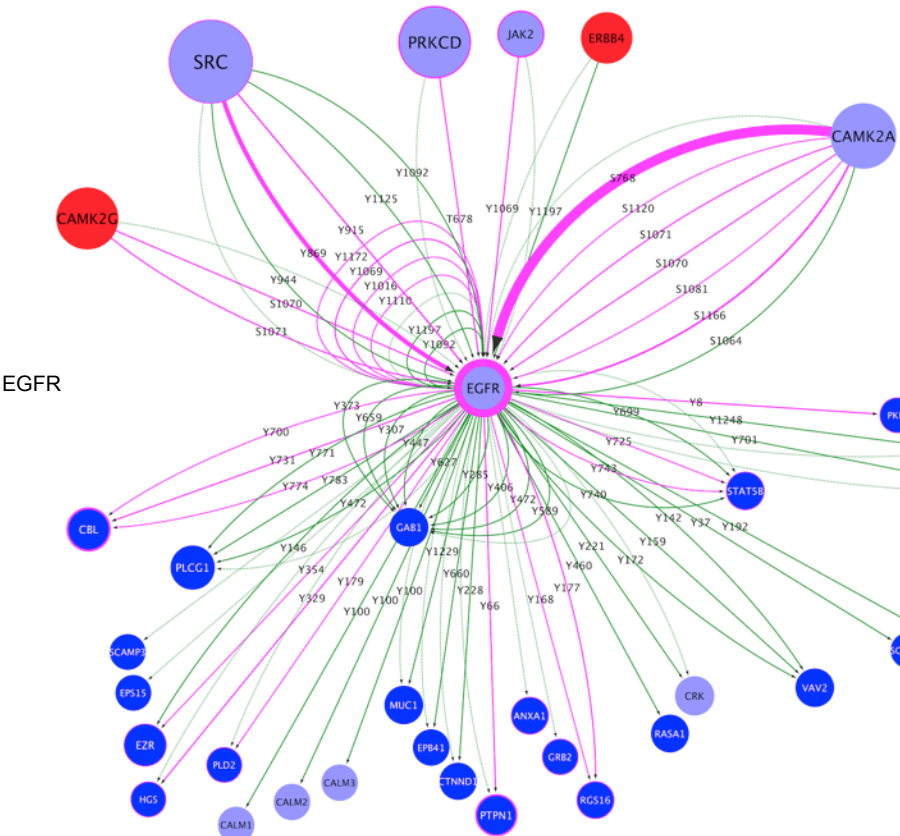 JAK2
ERBB4
PRKCD
SRC
CAMK2A
Y1092
S768
Y1125
Y1069
Y1197
S1120
T678
CAMK2G
Y915
S1071
Y869
Y1172
S1070
Y1069
Y944
Y1016
S1081
Y1110
S1070
S1166
S1071
Y1197
Y1092
S1064
EGFR
EGFR
Y8
Y373
Y699
Y659
Y1248
Y307
Y700
Y447
Y725
Y701
Y771
Y731
Y627
Y743
Y285
Y783
Y774
Y406
STAT5B
Y472
Y740
Y472
Y589
Y142
Y37
Y192
CBL
GAB1
Y159
Y146
Y1229
Y221
Y172
PLCG1
Y354
Y460
Y660
Y179
Y177
Y228
Y100
Y100
Y329
Y168
Y100
Y66
SCAMP3
VAV2
EPS15
CRK
MUC1
ANXA1
RASA1
EZR
EPB41
GRB2
PLD2
CTNND1
CALM3
HGS
RGS16
CALM2
PTPN1
CALM1